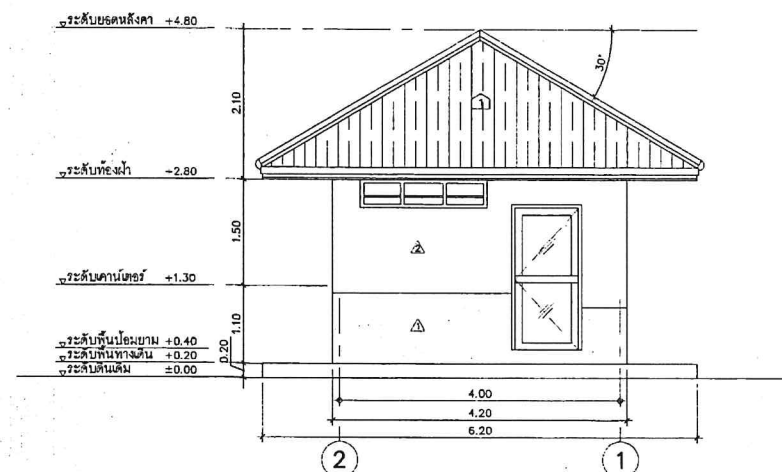 ระดับยอดหลังคา +4.80
30°
1
2.10
ระดับท้องฝ้า +2.80
1.50
2
ระดับเคาน์เตอร์ +1.30
1.10
1
ระดับพื้นป้อมยาม +0.40
ระดับพื้นทางเดิน +0.20
0.20
ระดับดินเดิม ±0.00
4.00
4.20
6.20
2 1